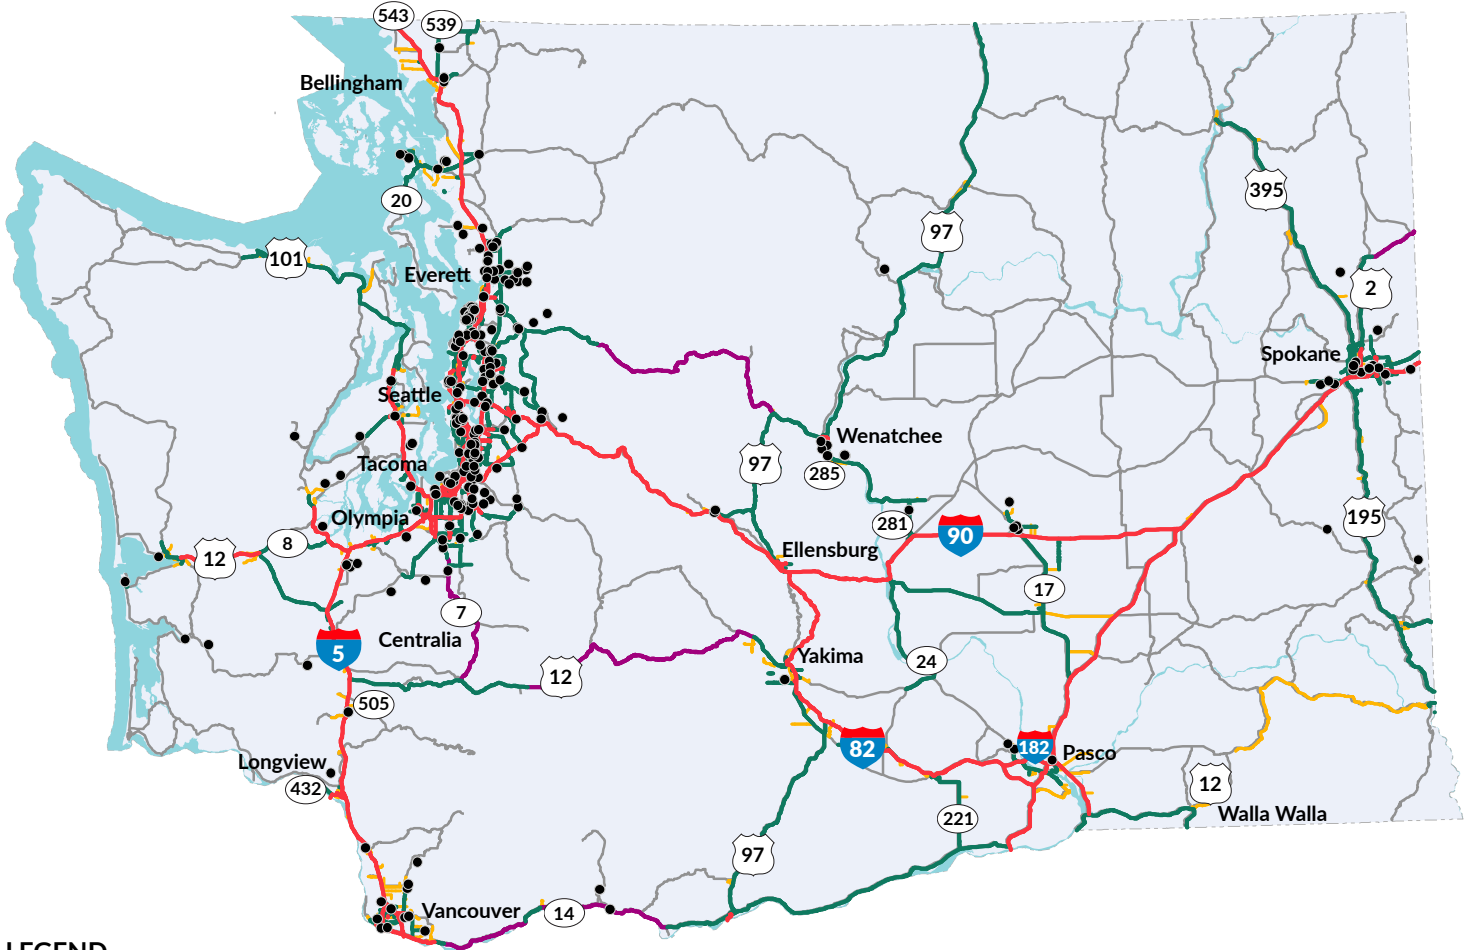 543
539
Bellingham
395
20
97
101
Everett
2
Spokane
Seattle
Wenatchee
97
285
Tacoma
195
Olympia
281
90
8
12
Ellensburg
17
7
Centralia
5
Yakima
24
12
505
82
182
Pasco
Longview
432
12
Walla Walla
221
97
Vancouver
14
LEGEND